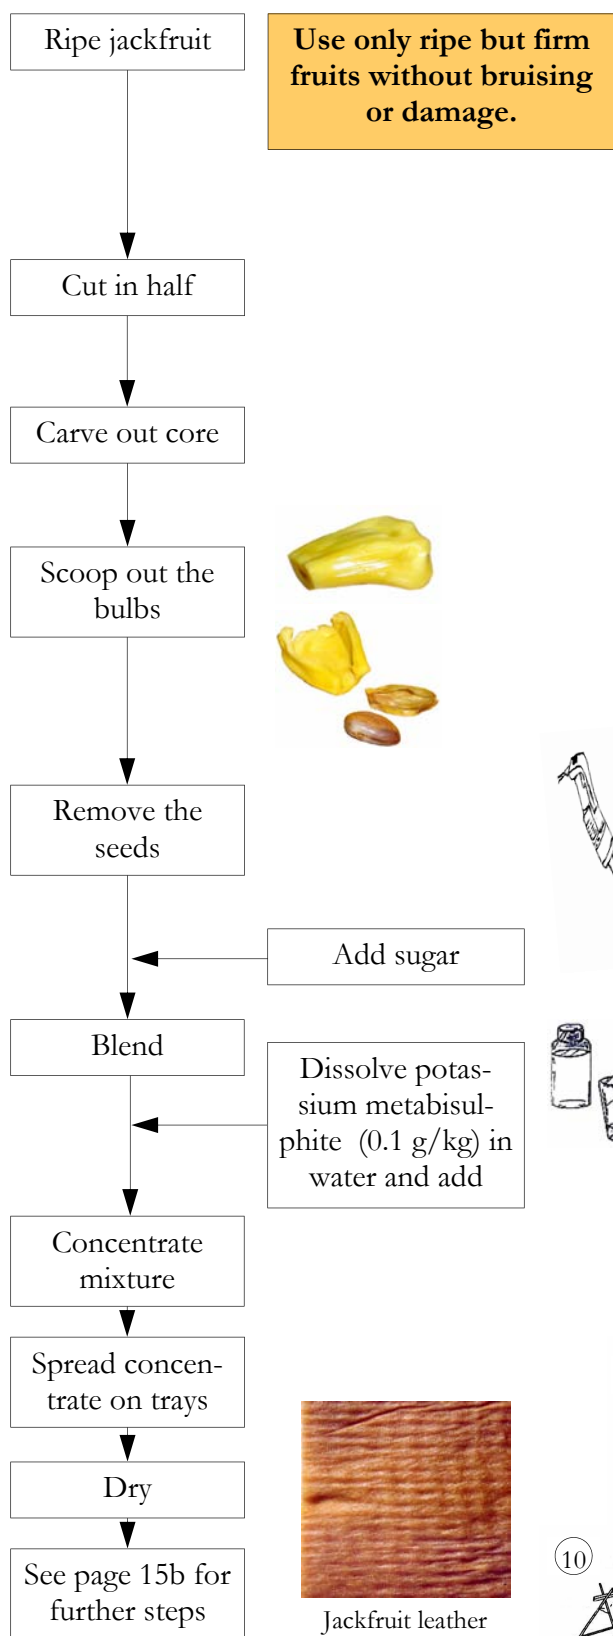 Ripe jackfruit
Use only ripe but firm
fruits without bruising
or damage.
Cut in half
Carve out core
Scoop out the
bulbs
Remove the
seeds
Add sugar
Blend
Dissolve potas-
sium metabisul-
phite  (0.1 g/kg) in
water and add
Concentrate
mixture
Spread concen-
trate on trays
Dry
See page 15b for
further steps
Jackfruit leather
10